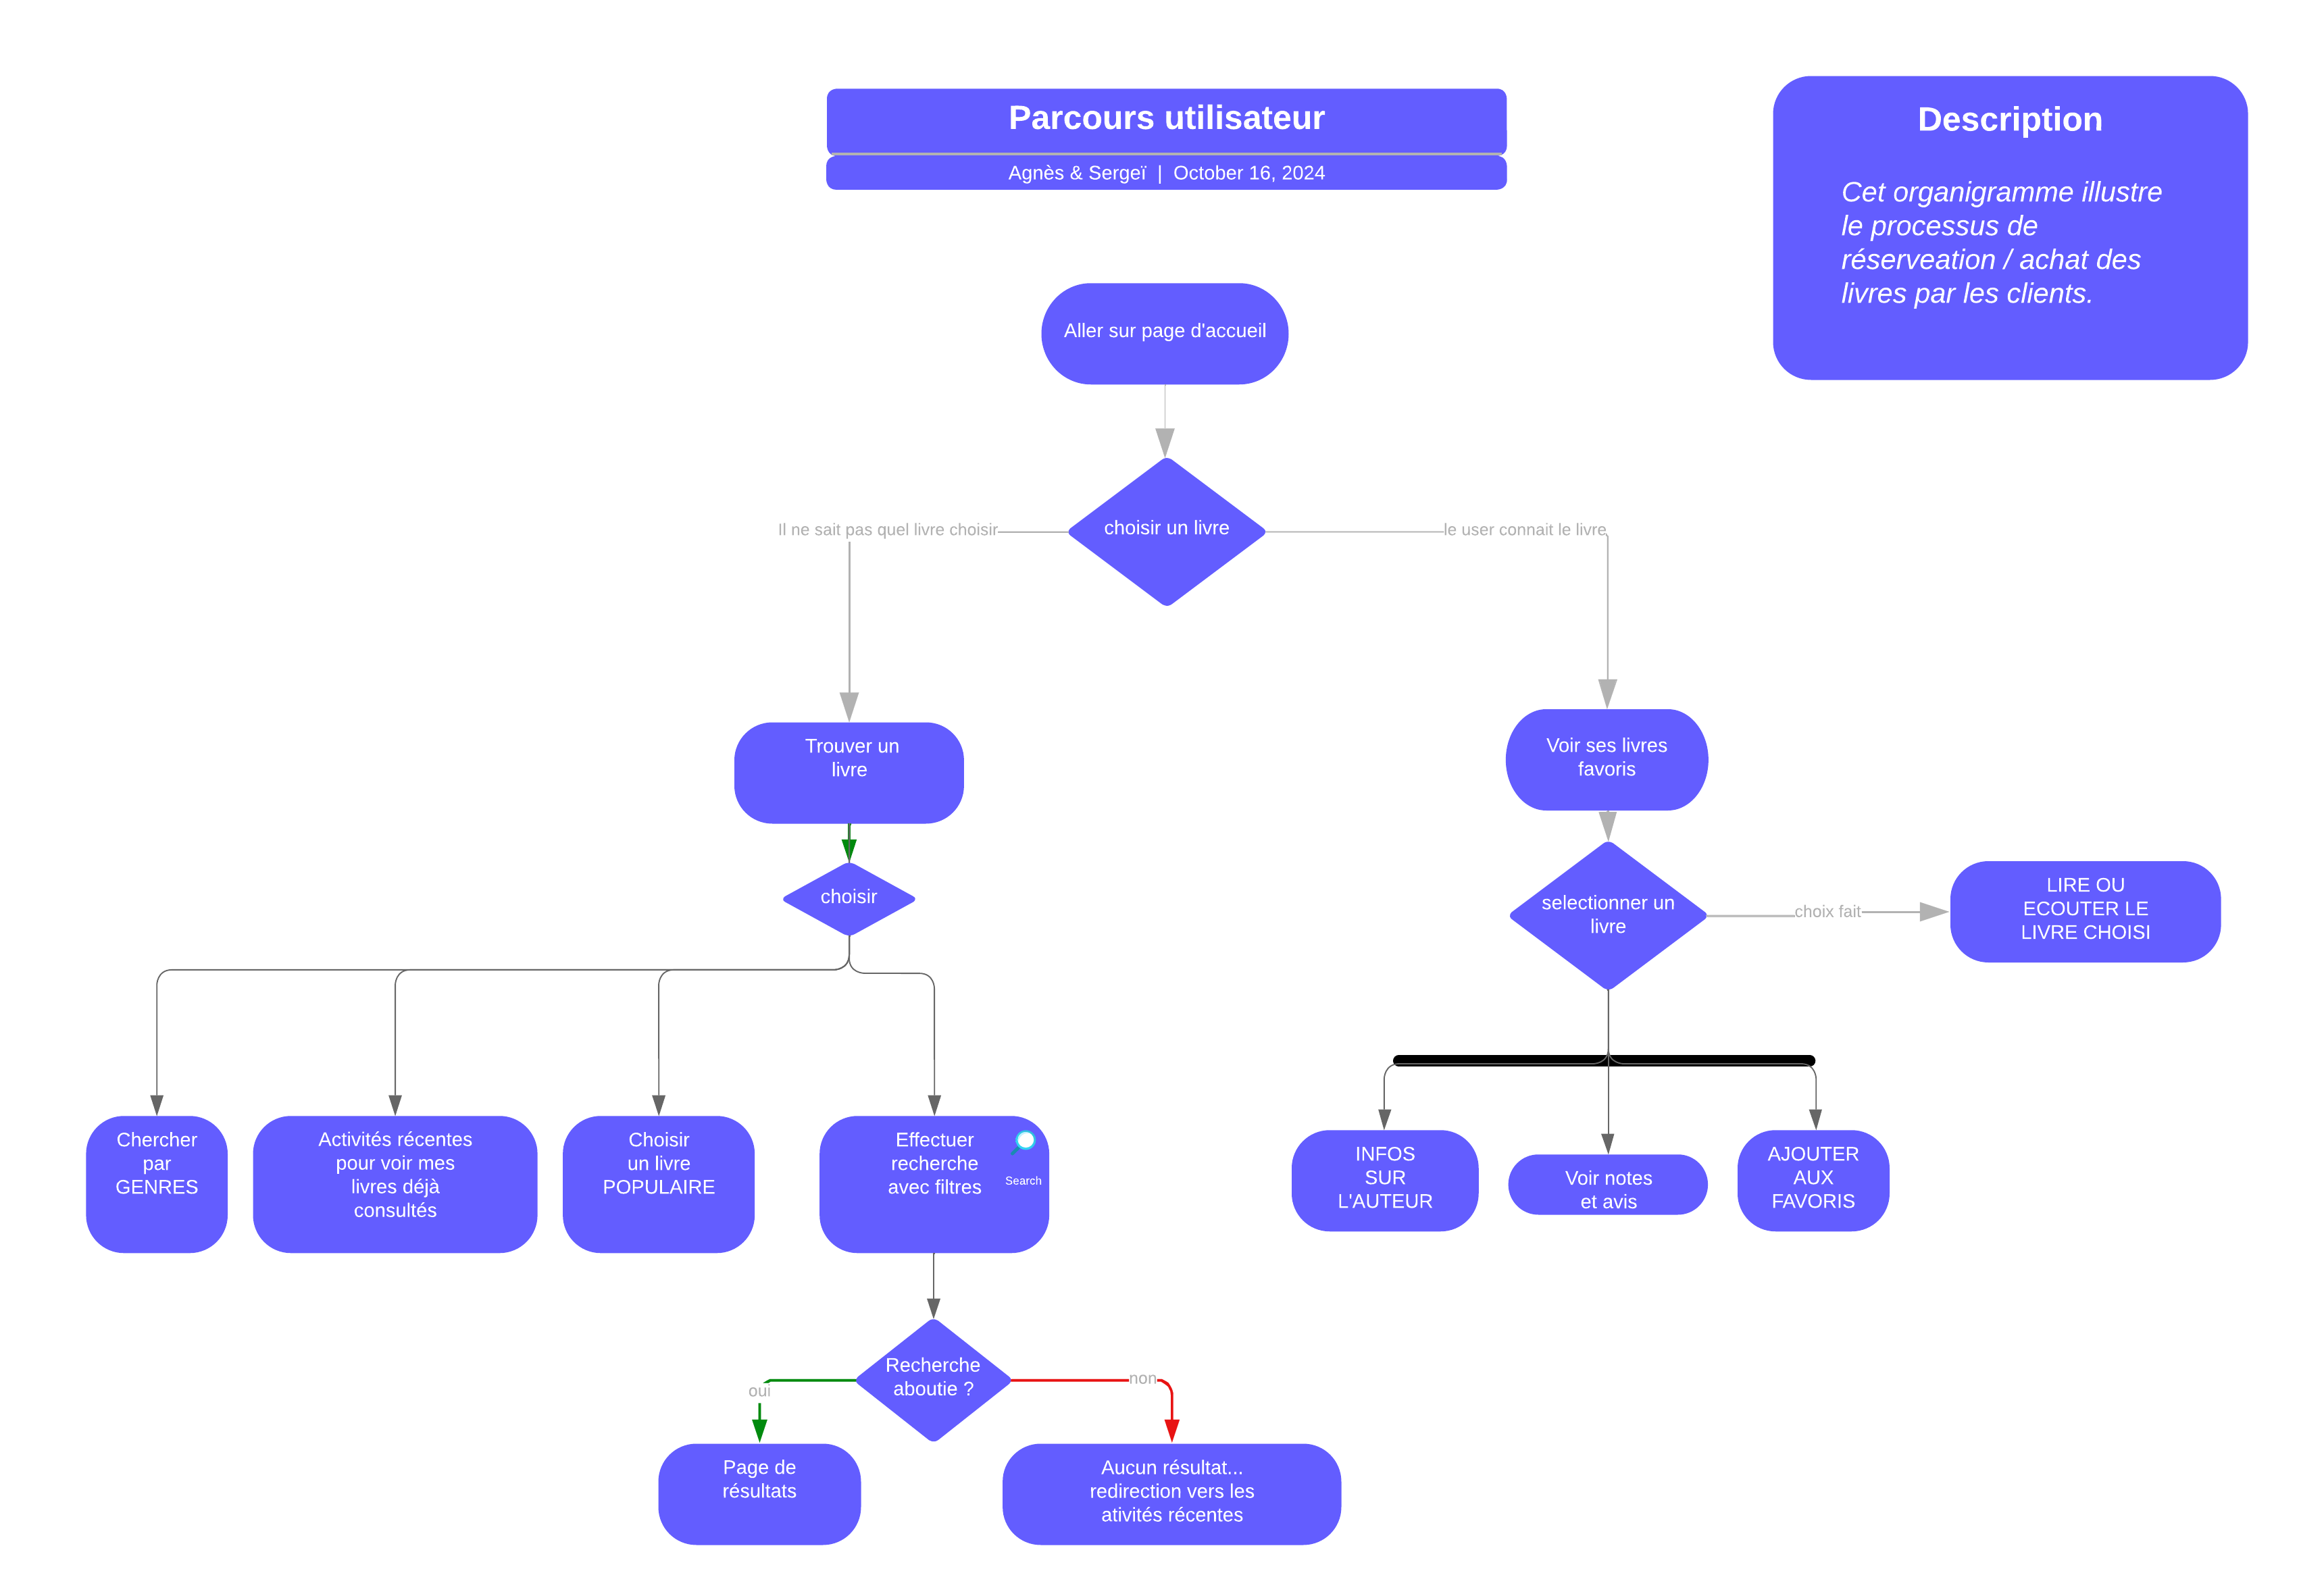 Parcours utilisateur
Agnès & Sergeï | October 16, 2024
Description
Cet organigramme illustre
le processus de
réserveation / achat des
livres par les clients.
Aller sur page d'accueil
choisir un livre
Il ne sait pas quel livre choisir
le user connait le livre
Trouver un
livre
Voir ses livres
favoris
choisir
selectionner un
livre
choix fait
LIRE OU
ECOUTER LE
LIVRE CHOISI
Chercher
par
GENRES
Activités récentes
pour voir mes
livres déjà
consultés
Choisir
un livre
POPULAIRE
Effectuer
recherche
avec filtres
Search
INFOS
SUR
L'AUTEUR
Voir notes
et avis
AJOUTER
AUX
FAVORIS
Recherche
aboutie ?
oui
non
Page de
résultats
Aucun résultat...
redirection vers les
ativités récentes